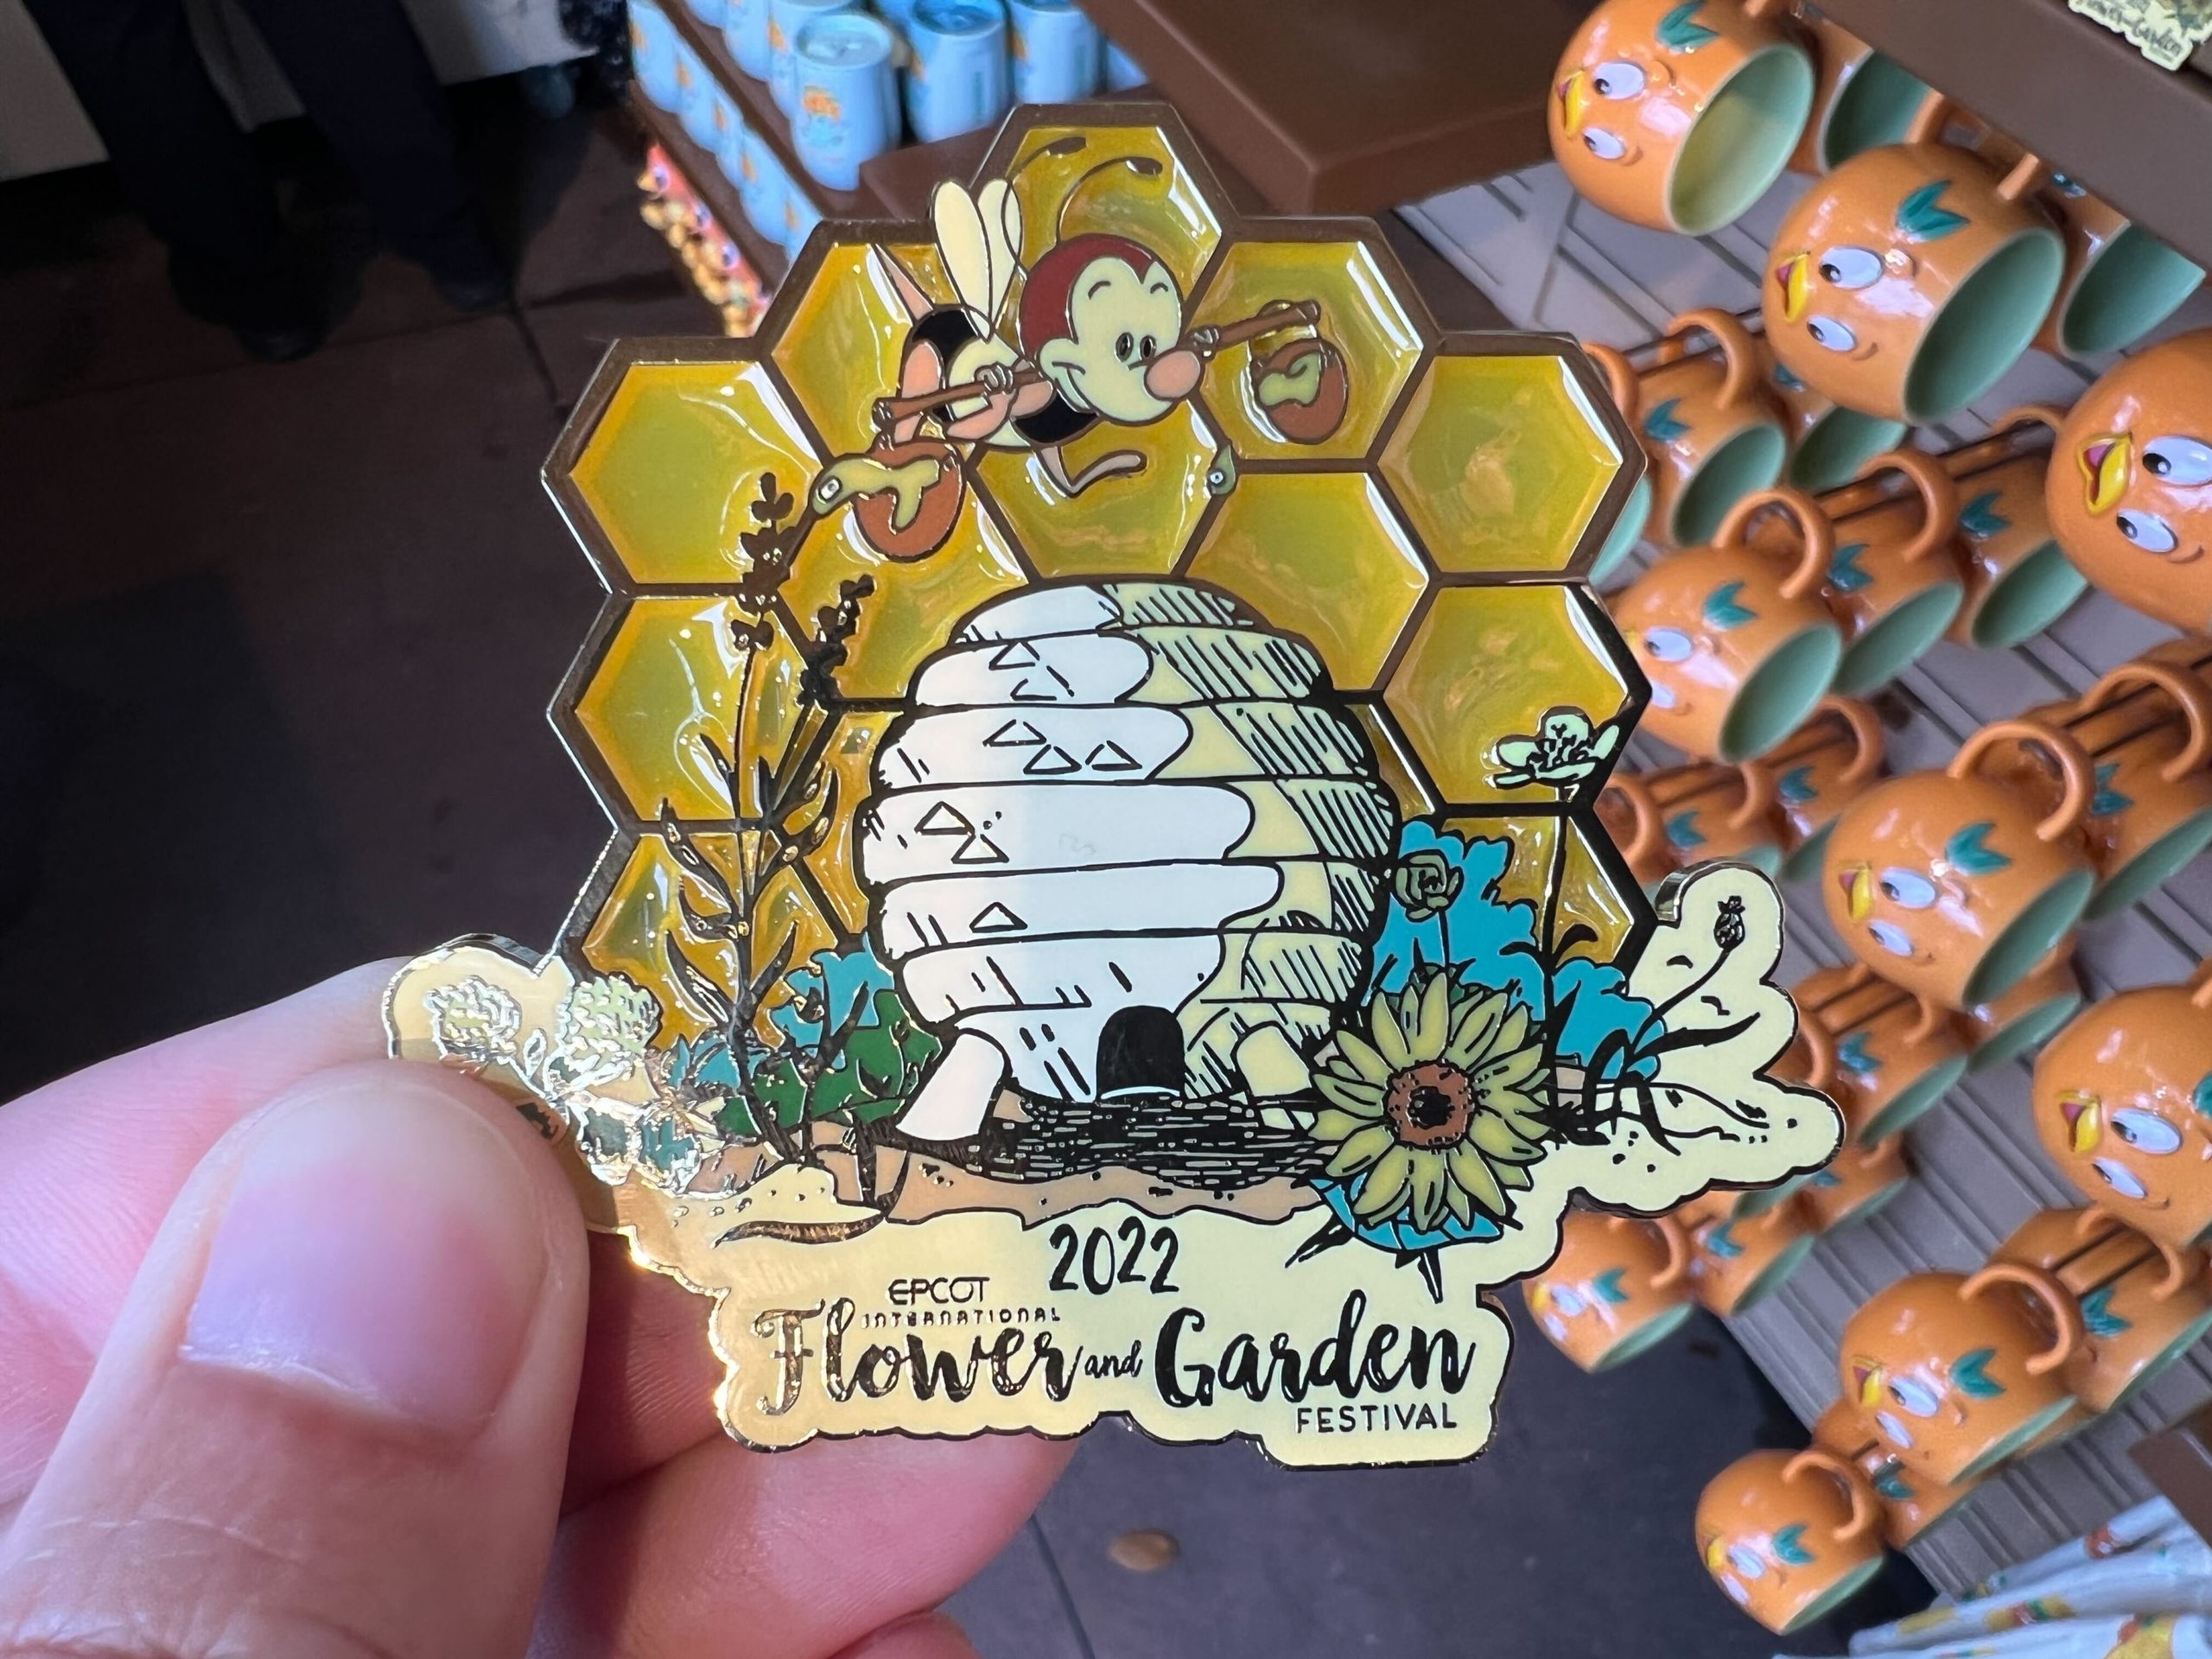 2022
EPCOT
INTERNATIONAL
Flower and Garden
FESTIVAL